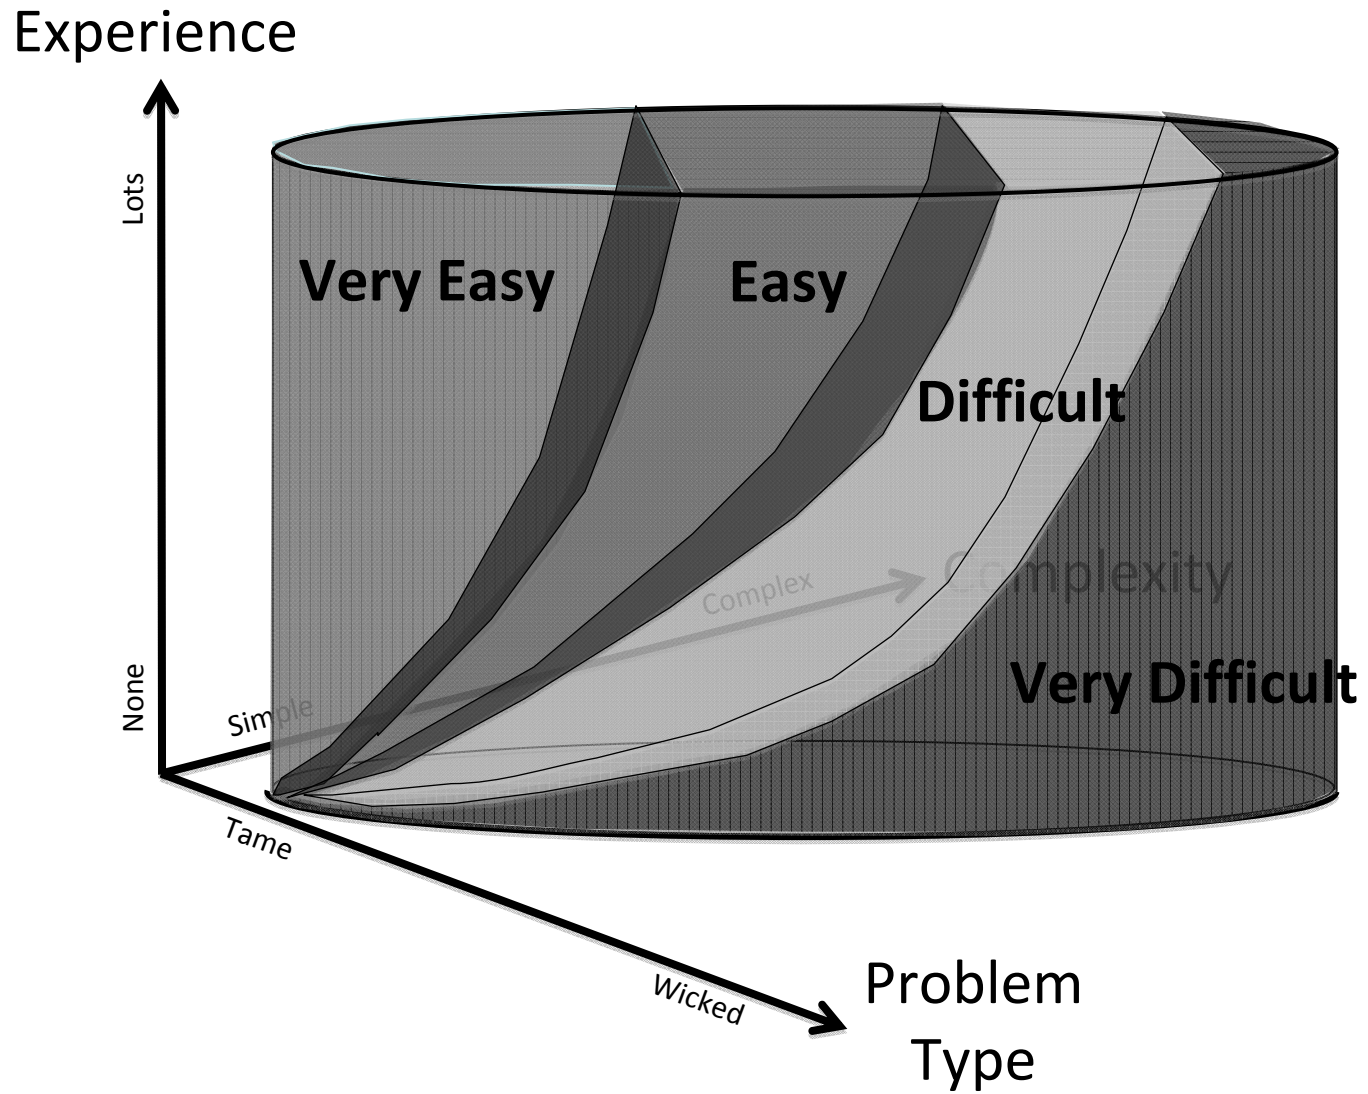 Experience
Lots
Very Easy
Easy
Difficult
Complexity
Complex
None
Simple
Very Difficult
Tame
Wicked
Problem
Type